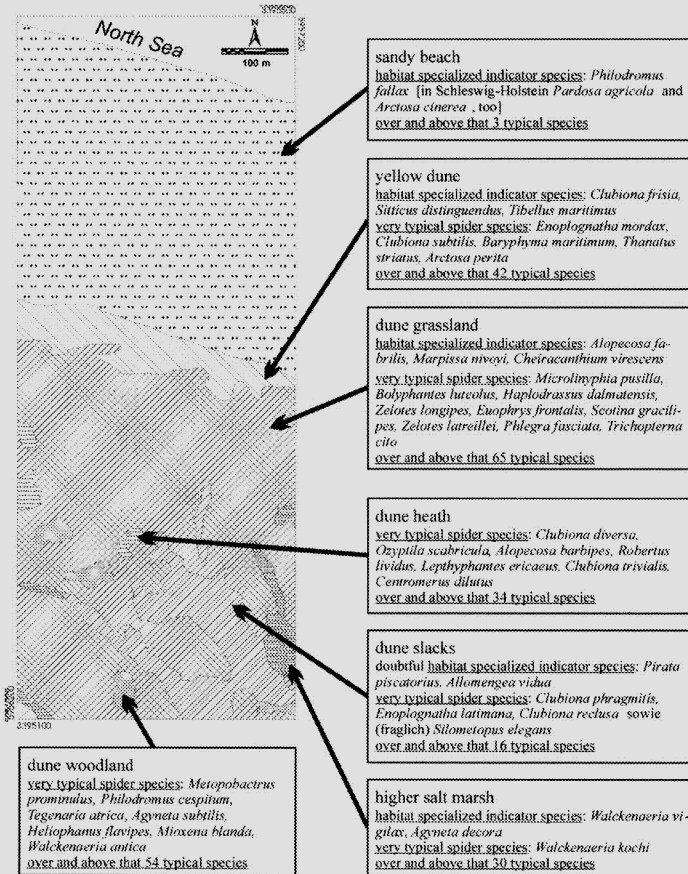 North Sea
N
100 m
3395100
sandy beach
habitat specialized indicator species: Philodromus
fallax [in Schleswig-Holstein Pardosa agricola and
Arctosa cinerea , too]
over and above that 3 typical species
yellow dune
habitat specialized indicator species: Clubiona frisia,
Sitticus distinguendus, Tibellus maritimus
very typical spider species: Enoplognatha mordax,
Clubiona subtilis, Baryphyma maritimum, Thanatus
striatus, Arctosa perita
over and above that 42 typical species
dune grassland
habitat specialized indicator species: Alopecosa fa-
brilis, Marpissa nivoyi, Cheiracanthium virescens
very typical spider species: Microlinyphia pusilla,
Bolyphantes luteolus, Haplodrassus dalmatensis,
Zelotes longipes, Euophrys frontalis, Scotina gracili-
pes, Zelotes latreillei, Phlegra fasciata, Trichopterna
cito
over and above that 65 typical species
dune heath
very typical spider species: Clubiona diversa,
Ozyptila scabricula, Alopecosa barbipes, Robertus
lividus, Lepthyphantes ericaeus, Clubiona trivialis,
Centromerus dilutus
over and above that 34 typical species
dune slacks
doubtful habitat specialized indicator species: Pirata
piscatorius, Allomengea vidua
very typical spider species: Clubiona phragmitis,
Enoplognatha latimana, Clubiona reclusa sowie
(fraglich) Silometopus elegans
over and above that 16 typical species
higher salt marsh
habitat specialized indicator species: Walckenaeria vi-
gilax, Agyneta decora
very typical spider species: Walckenaeria kochi
over and above that 30 typical species
dune woodland
very typical spider species: Metopobactrus
prominulus, Philodromus cespitum,
Tegenaria atrica, Agyneta subtilis,
Heliophanus flavipes, Mioxena blanda,
Walckenaeria antica
over and above that 54 typical species